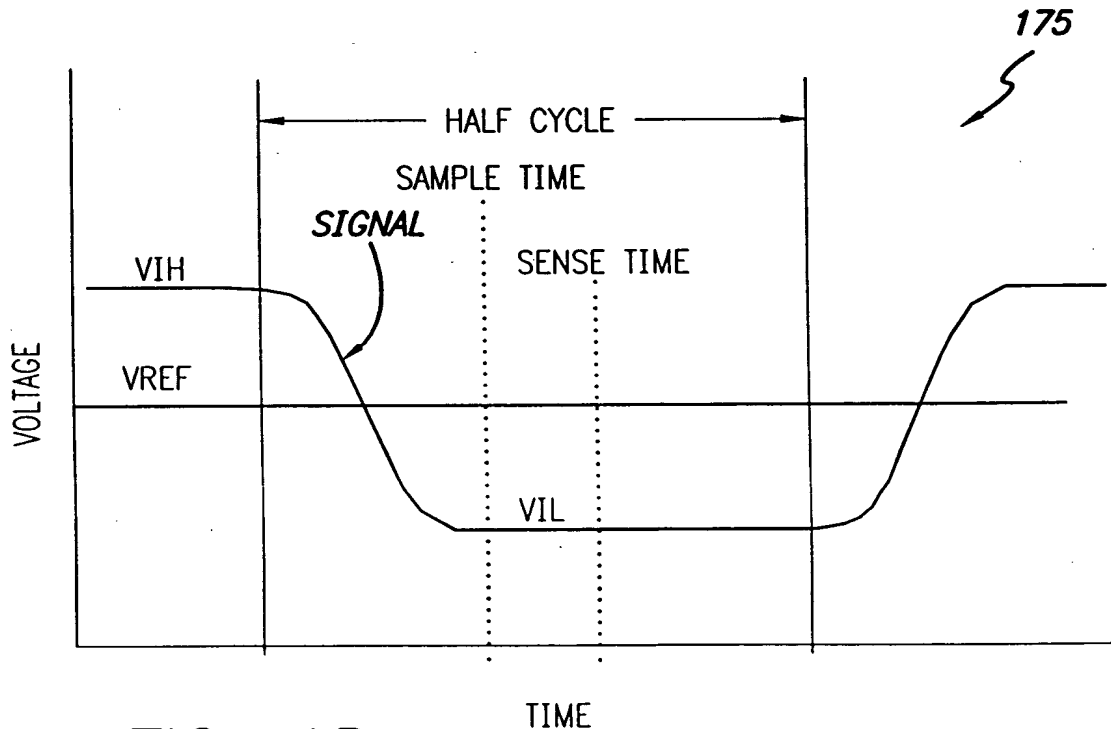 175
HALF CYCLE
SAMPLE TIME
SIGNAL
SENSE TIME
VIH
VREF
VOLTAGE
VIL
TIME